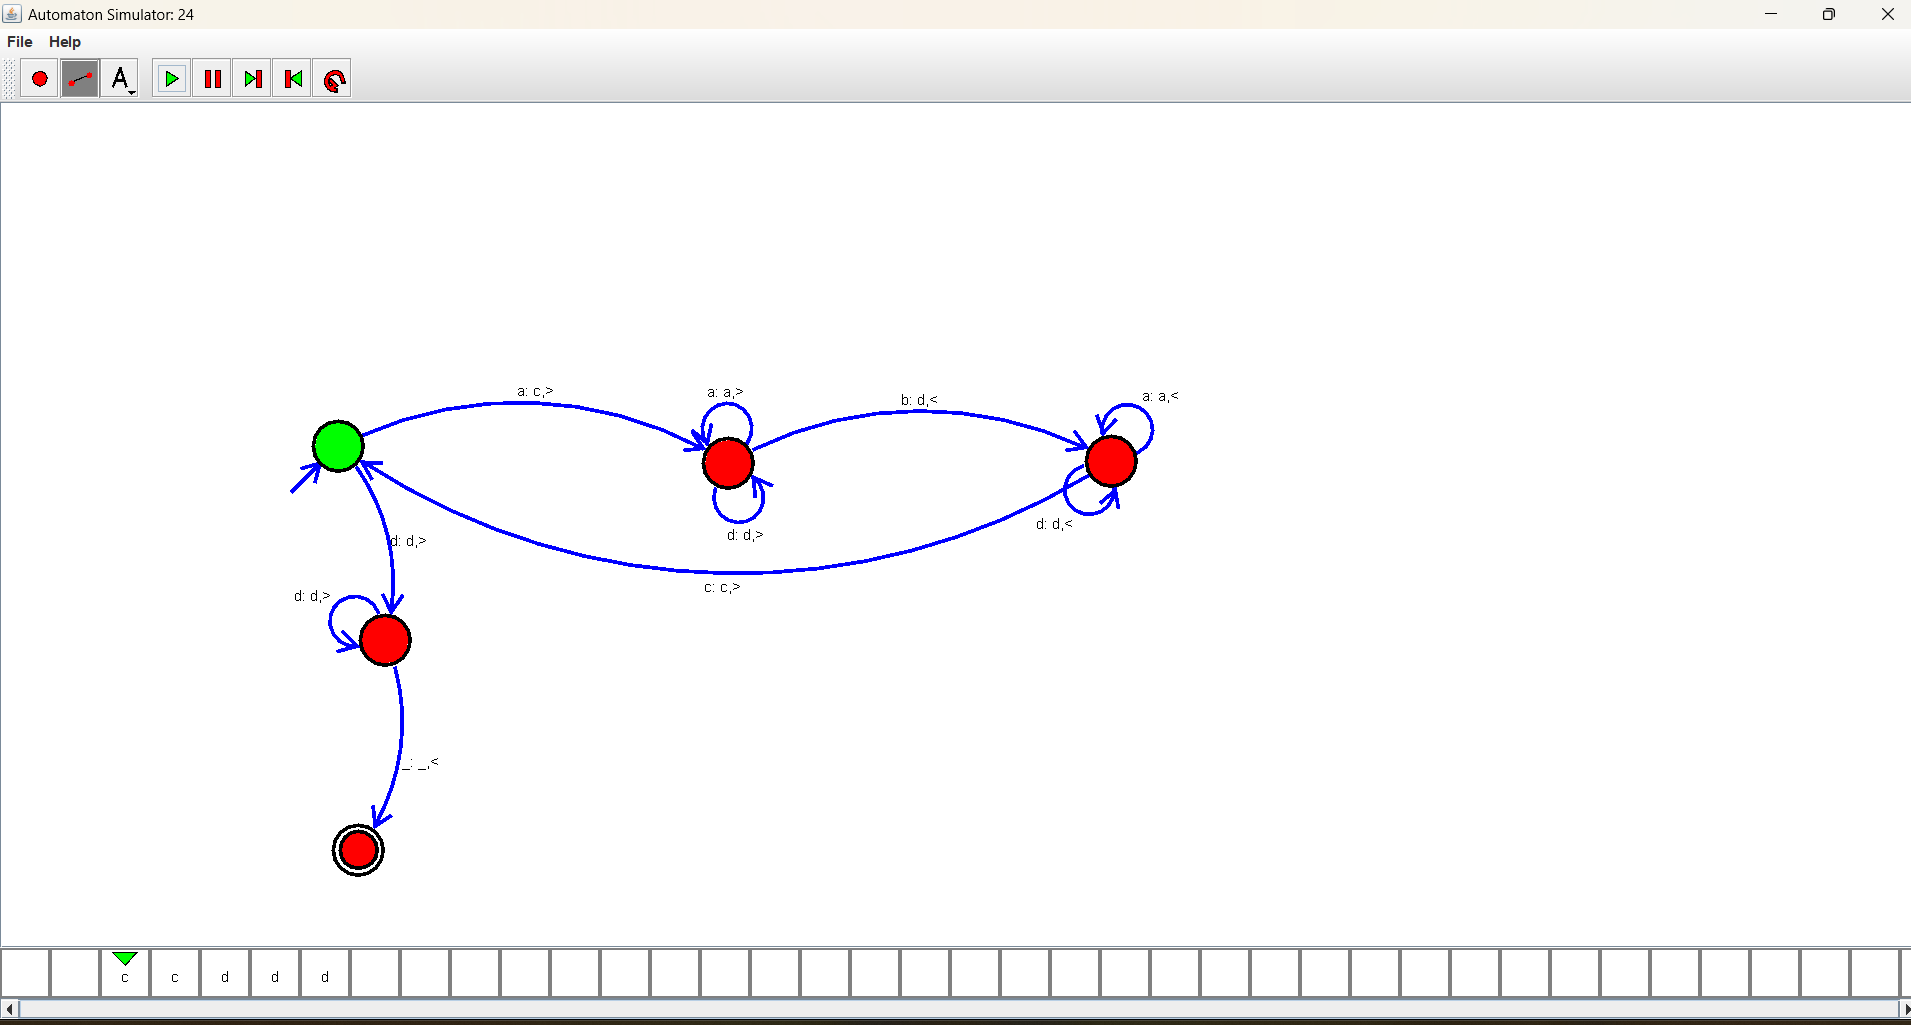 Automaton Simulator: 24
File Help
A
a: c,>
a: a,>
b: d,<
a: a,<
d: d,<
d: d,>
d: d,>
c: c,>
d: d,>
_: _,<
c c d d d